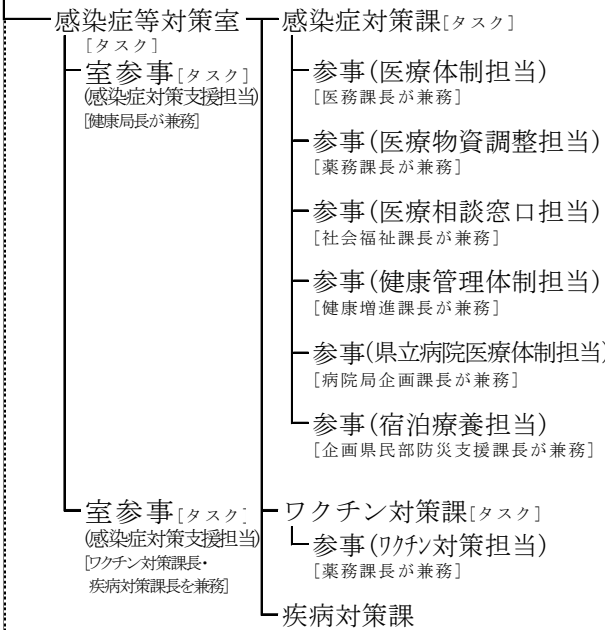 感染症等対策室
[タスク]
室参事[タスク]
(感染症対策支援担当)
[健康局長が兼務]
室参事[タスク]
(感染症対策支援担当)
[ワクチン対策課長・
疾病対策課長を兼務]
感染症対策課[タスク]
参事(医療体制担当)
[医務課長が兼務]
参事(医療物資調整担当)
[薬務課長が兼務]
参事(医療相談窓口担当)
[社会福祉課長が兼務]
参事(健康管理体制担当)
[健康増進課長が兼務]
参事(県立病院医療体制担当)
[病院局企画課長が兼務]
参事(宿泊療養担当)
[企画県民部防災支援課長が兼務]
ワクチン対策課[タスク]
参事(ワクチン対策担当)
[薬務課長が兼務]
疾病対策課